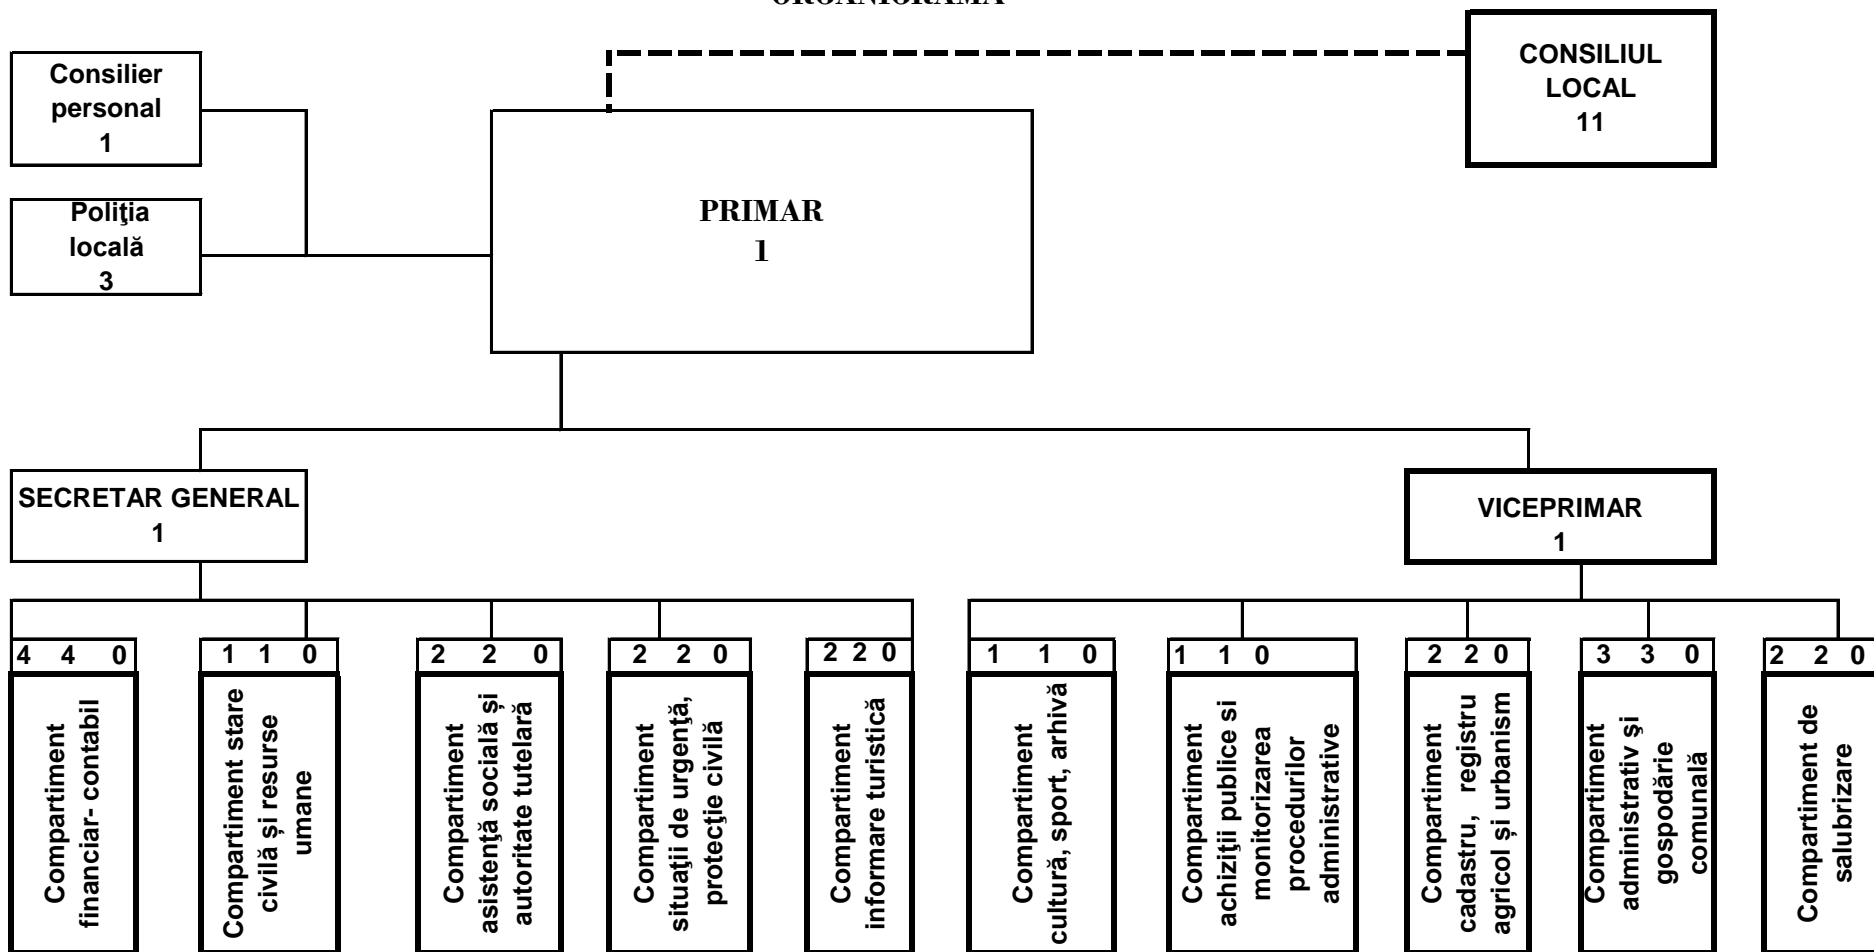 ORGANIGRAMA
CONSILIUL
LOCAL
11
Consilier
personal
1
Poliţia
locală
3
PRIMAR
1
SECRETAR GENERAL
1
VICEPRIMAR
1
4 4 0
Compartiment
financiar- contabil
1 1 0
Compartiment stare
civilă și resurse
umane
2 2 0
Compartiment
asistenţă socială și
autoritate tutelară
2 2 0
Compartiment
situaţii de urgenţă,
protecţie civilă
2 2 0
Compartiment
informare turistică
1 1 0
Compartiment
cultură, sport, arhivă
1 1 0
Compartiment
achiziţii publice si
monitorizarea
procedurilor
administrative
2 2 0
Compartiment
cadastru, registru
agricol și urbanism
3 3 0
Compartiment
administrativ şi
gospodărie
comunală
2 2 0
Compartiment de
salubrizare